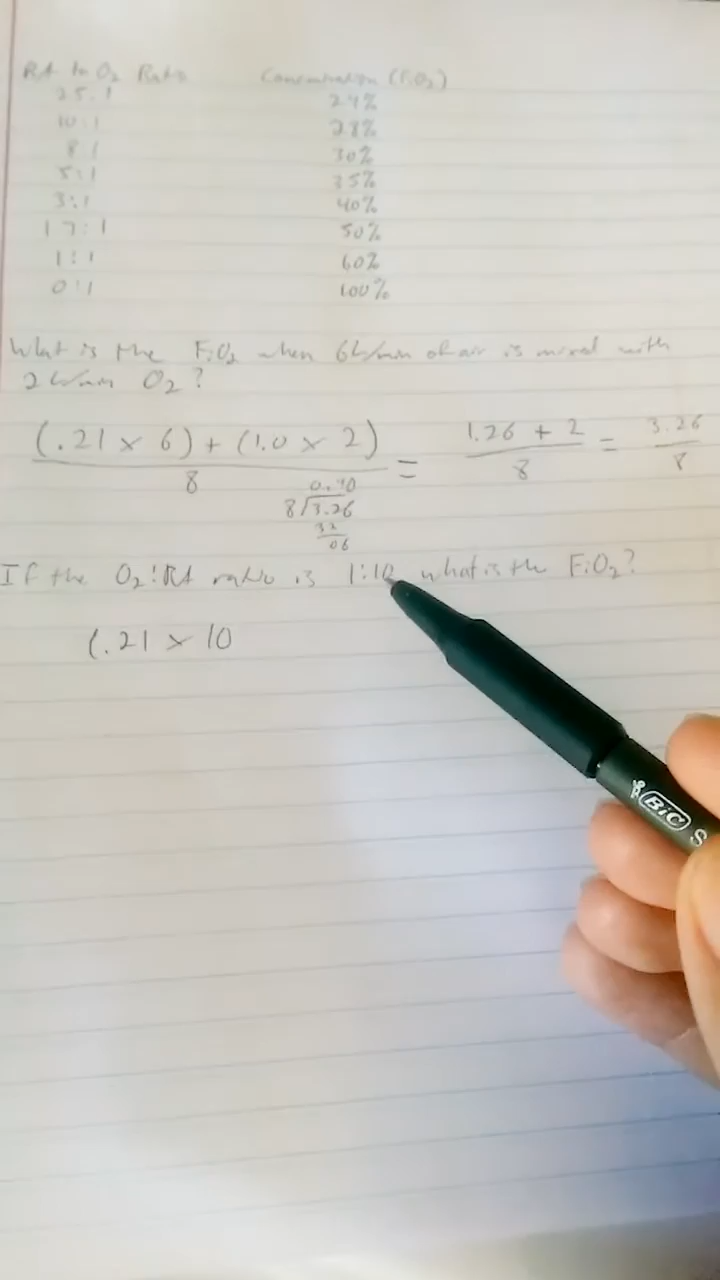 RA to O2 Ratio Concentration (FiO2)
25:1 24%
10:1 28%
8:1 30%
5:1 35%
3:1 40%
1.7:1 50%
1:1 60%
0:1 100%
What is the FiO2 when 6L/min of air is mixed with
2L/min O2?
(.21 x 6) + (1.0 x 2) = 1.26 + 2 = 3.26
8 8 8
0.40
8 3.26
32
06
If the O2:RA ratio is 1:10 what is the FiO2?
(.21 x 10
BiC S